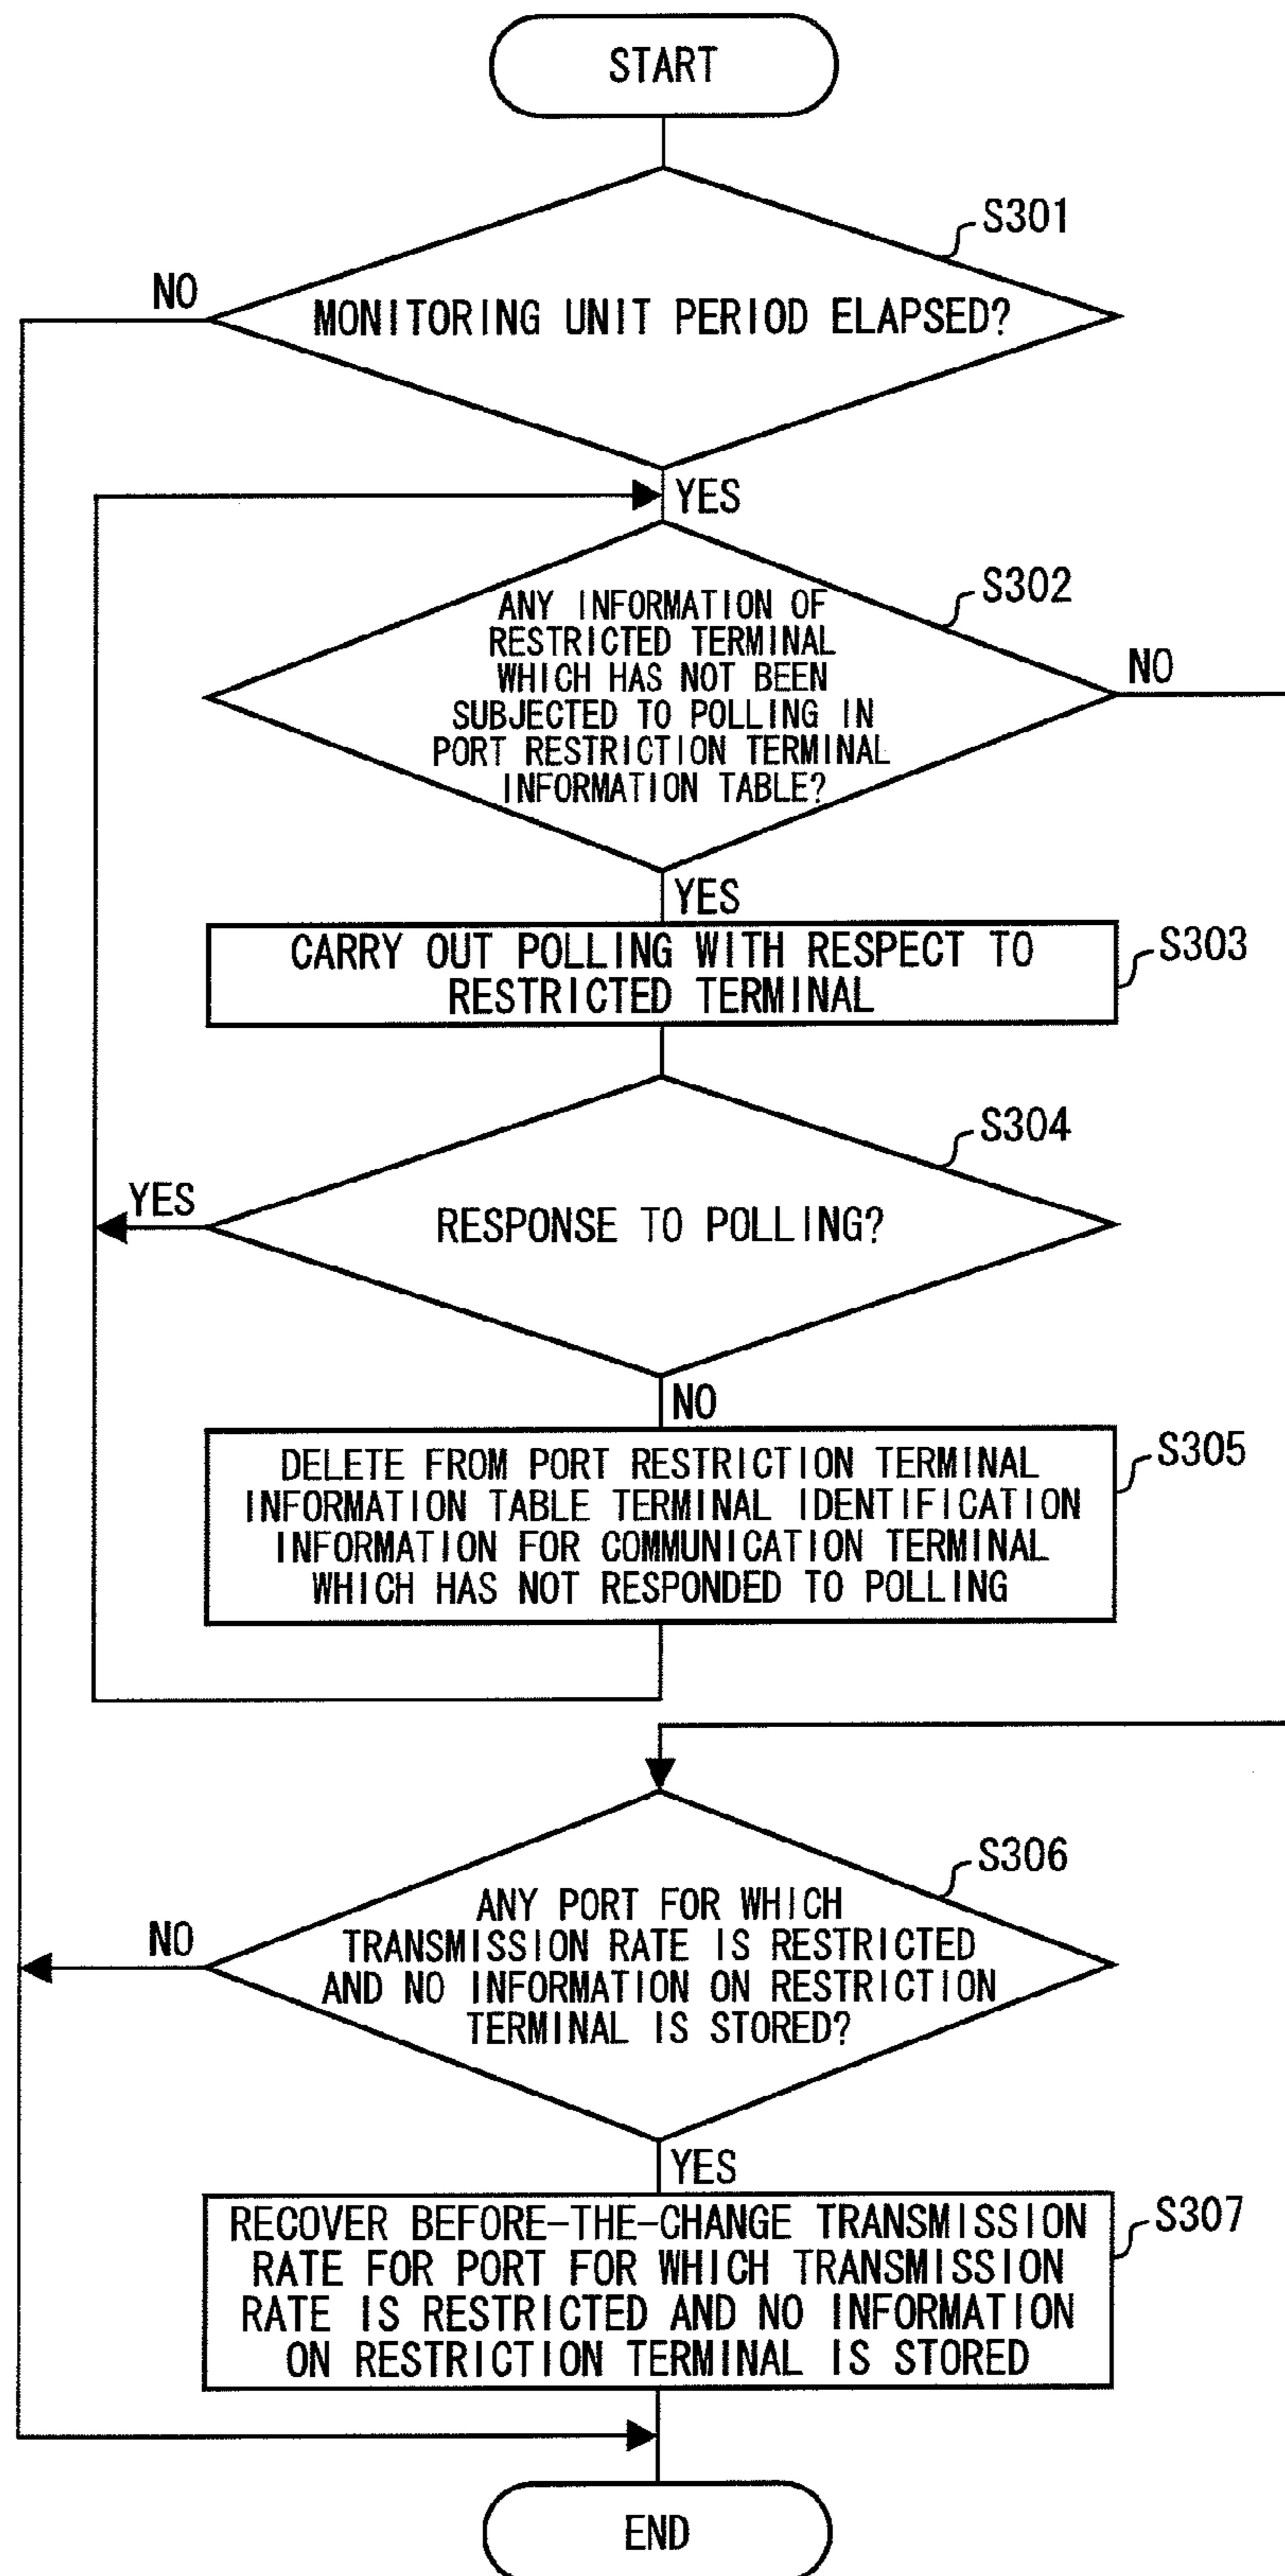 START
S301
NO
MONITORING UNIT PERIOD ELAPSED?
YES
S302
ANY INFORMATION OF
RESTRICTED TERMINAL
WHICH HAS NOT BEEN
SUBJECTED TO POLLING IN
PORT RESTRICTION TERMINAL
INFORMATION TABLE?
NO
YES
CARRY OUT POLLING WITH RESPECT TO
RESTRICTED TERMINAL
S303
S304
YES
RESPONSE TO POLLING?
NO
S305
DELETE FROM PORT RESTRICTION TERMINAL
INFORMATION TABLE TERMINAL IDENTIFICATION
INFORMATION FOR COMMUNICATION TERMINAL
WHICH HAS NOT RESPONDED TO POLLING
S306
NO
ANY PORT FOR WHICH
TRANSMISSION RATE IS RESTRICTED
AND NO INFORMATION ON RESTRICTION
TERMINAL IS STORED?
YES
S307
RECOVER BEFORE-THE-CHANGE TRANSMISSION
RATE FOR PORT FOR WHICH TRANSMISSION
RATE IS RESTRICTED AND NO INFORMATION
ON RESTRICTION TERMINAL IS STORED
END